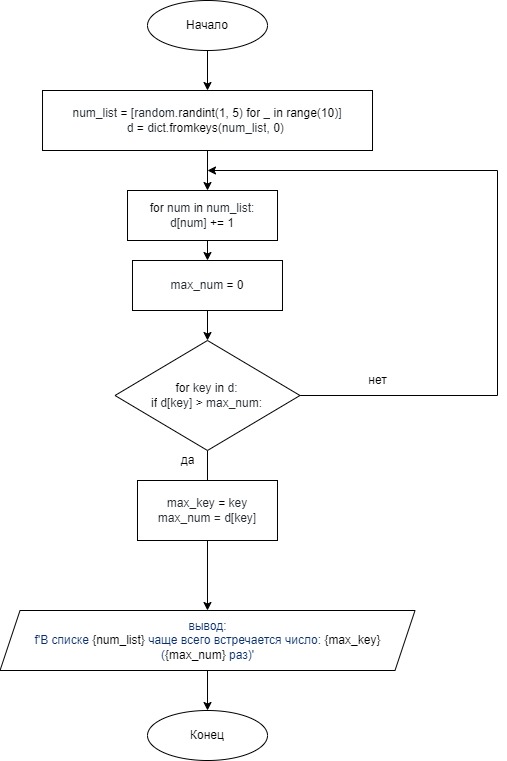 Начало
num_list = [random.randint(1, 5) for _ in range(10)]
d = dict.fromkeys(num_list, 0)
for num in num_list:
d[num] += 1
max_num = 0
for key in d:
if d[key] > max_num:
нет
да
max_key = key
max_num = d[key]
вывод:
f'В списке {num_list} чаще всего встречается число: {max_key}
({max_num} раз)'
Конец